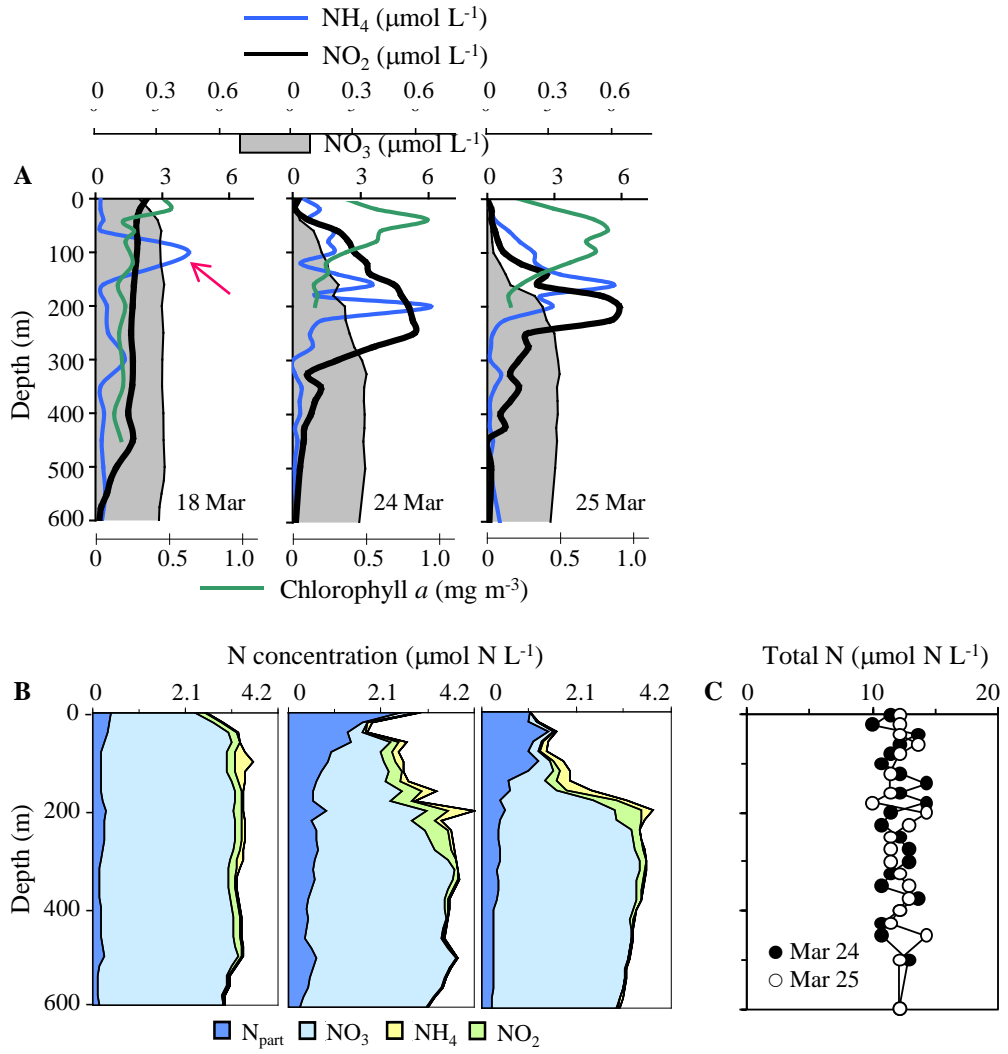 NH4 (μmol L-1)
NO2 (μmol L-1)
0 0.3 0.6 0 0.3 0.6 0 0.3 0.6
NO3 (μmol L-1)
A
0 3 6 0 3 6 0 3 6
0
100
200
300
400
500
600
Depth (m)
18 Mar
24 Mar
25 Mar
0 0.5 1.0 0 0.5 1.0 0 0.5 1.0
Chlorophyll a (mg m-3)
N concentration (μmol N L-1)
B
0 2.1 4.2 0 2.1 4.2 0 2.1 4.2
0
200
400
600
Depth (m)
Npart NO3 NH4 NO2
Total N (μmol N L-1)
C
0 10 20
Mar 24
Mar 25